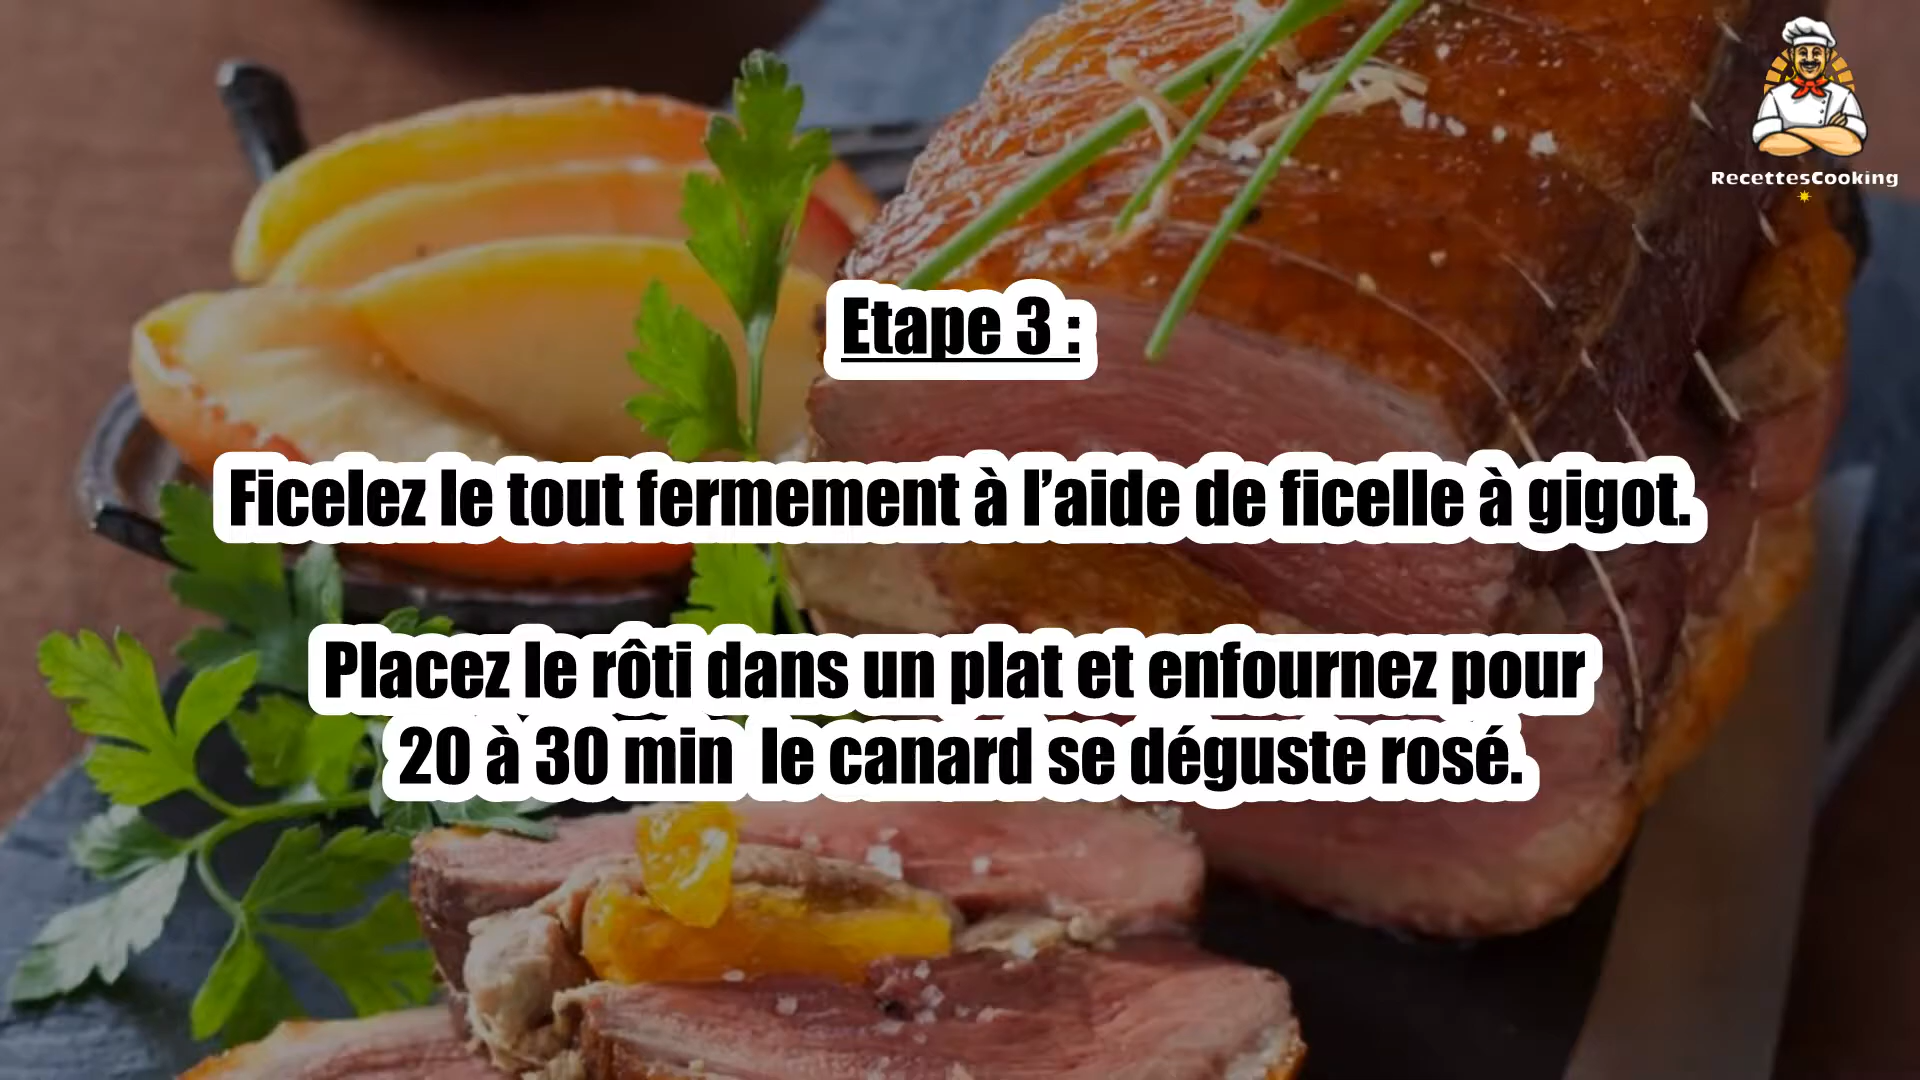 RecettesCooking
Etape 3 :
Ficelez le tout fermement à l’aide de ficelle à gigot.
Placez le rôti dans un plat et enfournez pour
20 à 30 min  le canard se déguste rosé.